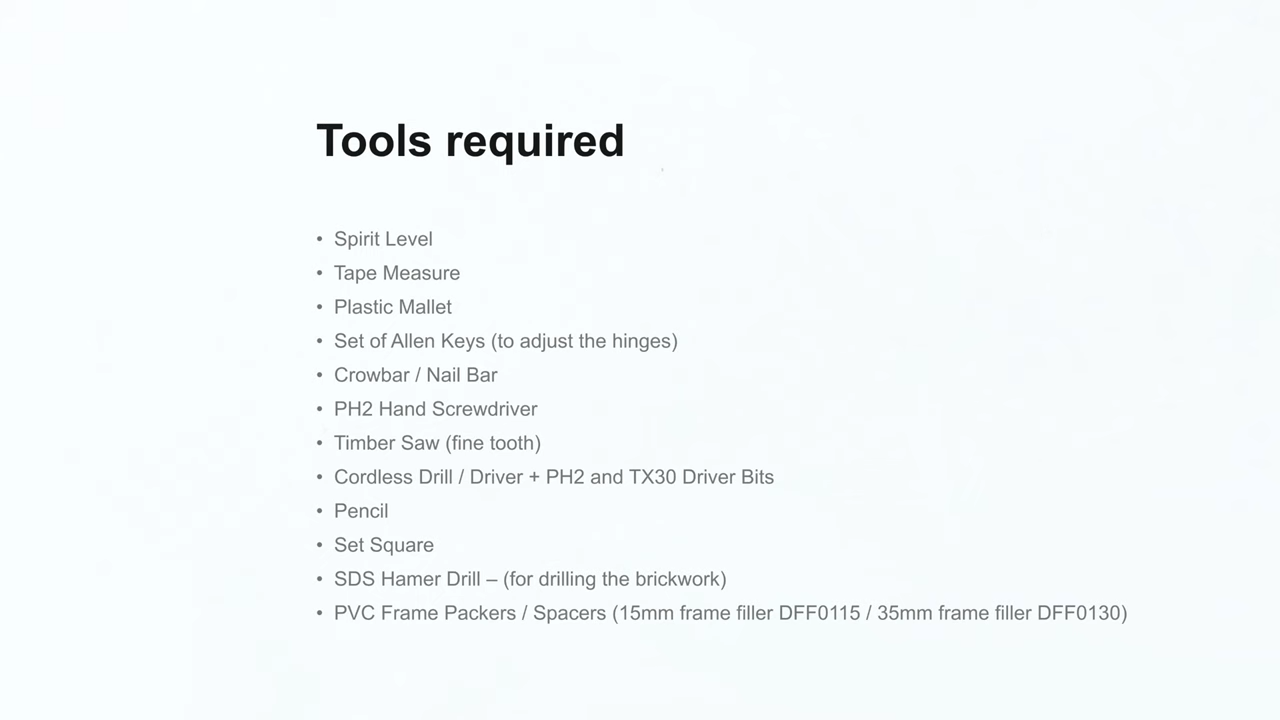 Tools required
• Spirit Level
• Tape Measure
• Plastic Mallet
• Set of Allen Keys (to adjust the hinges)
• Crowbar / Nail Bar
• PH2 Hand Screwdriver
• Timber Saw (fine tooth)
• Cordless Drill / Driver + PH2 and TX30 Driver Bits
• Pencil
• Set Square
• SDS Hamer Drill – (for drilling the brickwork)
• PVC Frame Packers / Spacers (15mm frame filler DFF0115 / 35mm frame filler DFF0130)